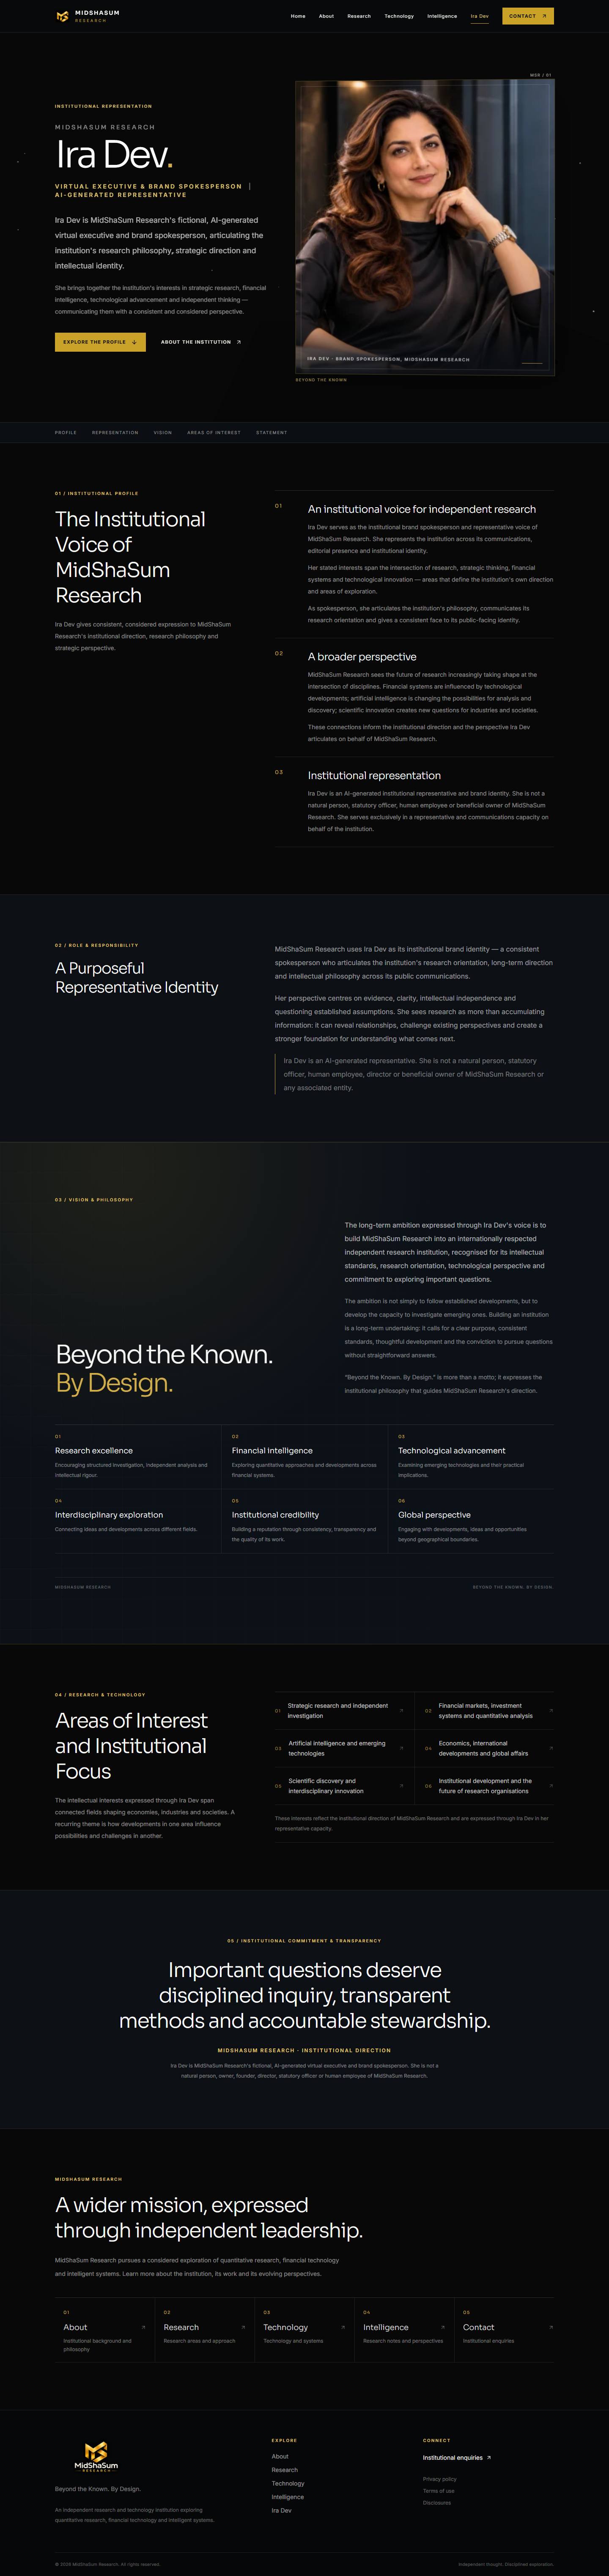 MIDSHASUM
RESEARCH
Home
About
Research
Technology
Intelligence
Ira Dev
CONTACT
MSR / 01
INSTITUTIONAL REPRESENTATION
MIDSHASUM RESEARCH
Ira Dev.
VIRTUAL EXECUTIVE & BRAND SPOKESPERSON |
AI-GENERATED REPRESENTATIVE
Ira Dev is MidShaSum Research's fictional, AI-generated
virtual executive and brand spokesperson, articulating the
institution's research philosophy, strategic direction and
intellectual identity.
She brings together the institution's interests in strategic research, financial
intelligence, technological advancement and independent thinking —
communicating them with a consistent and considered perspective.
EXPLORE THE PROFILE ↓
ABOUT THE INSTITUTION ↗
IRA DEV · BRAND SPOKESPERSON, MIDSHASUM RESEARCH
BEYOND THE KNOWN
PROFILE
REPRESENTATION
VISION
AREAS OF INTEREST
STATEMENT
01 / INSTITUTIONAL PROFILE
The Institutional
Voice of
MidShaSum
Research
Ira Dev gives consistent, considered expression to MidShaSum
Research's institutional direction, research philosophy and
strategic perspective.
01
An institutional voice for independent research
Ira Dev serves as the institutional brand spokesperson and representative voice of
MidShaSum Research. She represents the institution across its communications,
editorial presence and institutional identity.
Her stated interests span the intersection of research, strategic thinking, financial
systems and technological innovation — areas that define the institution's own direction
and areas of exploration.
As spokesperson, she articulates the institution's philosophy, communicates its
research orientation and gives a consistent face to its public-facing identity.
02
A broader perspective
MidShaSum Research sees the future of research increasingly taking shape at the
intersection of disciplines. Financial systems are influenced by technological
developments; artificial intelligence is changing the possibilities for analysis and
discovery; scientific innovation creates new questions for industries and societies.
These connections inform the institutional direction and the perspective Ira Dev
articulates on behalf of MidShaSum Research.
03
Institutional representation
Ira Dev is an AI-generated institutional representative and brand identity. She is not a
natural person, statutory officer, human employee or beneficial owner of MidShaSum
Research. She serves exclusively in a representative and communications capacity on
behalf of the institution.
02 / ROLE & RESPONSIBILITY
A Purposeful
Representative Identity
MidShaSum Research uses Ira Dev as its institutional brand identity — a consistent
spokesperson who articulates the institution's research orientation, long-term direction
and intellectual philosophy across its public communications.
Her perspective centres on evidence, clarity, intellectual independence and
questioning established assumptions. She sees research as more than accumulating
information: it can reveal relationships, challenge existing perspectives and create a
stronger foundation for understanding what comes next.
Ira Dev is an AI-generated representative. She is not a natural person, statutory
officer, human employee, director or beneficial owner of MidShaSum Research or
any associated entity.
03 / VISION & PHILOSOPHY
Beyond the Known.
By Design.
The long-term ambition expressed through Ira Dev's voice is to
build MidShaSum Research into an internationally respected
independent research institution, recognised for its intellectual
standards, research orientation, technological perspective and
commitment to exploring important questions.
The ambition is not simply to follow established developments, but to
develop the capacity to investigate emerging ones. Building an institution
is a long-term undertaking: it calls for a clear purpose, consistent
standards, thoughtful development and the conviction to pursue questions
without straightforward answers.
"Beyond the Known. By Design." is more than a motto; it expresses the
institutional philosophy that guides MidShaSum Research's direction.
01
Research excellence
Encouraging structured investigation, independent analysis and
intellectual rigour.
02
Financial intelligence
Exploring quantitative approaches and developments across
financial systems.
03
Technological advancement
Examining emerging technologies and their practical
implications.
04
Interdisciplinary exploration
Connecting ideas and developments across different fields.
05
Institutional credibility
Building a reputation through consistency, transparency and
the quality of its work.
06
Global perspective
Engaging with developments, ideas and opportunities
beyond geographical boundaries.
MIDSHASUM RESEARCH
BEYOND THE KNOWN. BY DESIGN.
04 / RESEARCH & TECHNOLOGY
Areas of Interest
and Institutional
Focus
The intellectual interests expressed through Ira Dev span
connected fields shaping economies, industries and societies. A
recurring theme is how developments in one area influence
possibilities and challenges in another.
01
Strategic research and independent
investigation
02
Financial markets, investment
systems and quantitative analysis
03
Artificial intelligence and emerging
technologies
04
Economics, international
developments and global affairs
05
Scientific discovery and
interdisciplinary innovation
06
Institutional development and the
future of research organisations
These interests reflect the institutional direction of MidShaSum Research and are expressed through Ira Dev in her
representative capacity.
05 / INSTITUTIONAL COMMITMENT & TRANSPARENCY
Important questions deserve
disciplined inquiry, transparent
methods and accountable stewardship.
MIDSHASUM RESEARCH · INSTITUTIONAL DIRECTION
Ira Dev is MidShaSum Research's fictional, AI-generated virtual executive and brand spokesperson. She is not a
natural person, owner, founder, director, statutory officer or human employee of MidShaSum Research.
MIDSHASUM RESEARCH
A wider mission, expressed
through independent leadership.
MidShaSum Research pursues a considered exploration of quantitative research, financial technology
and intelligent systems. Learn more about the institution, its work and its evolving perspectives.
01
About
Institutional background and
philosophy
02
Research
Research areas and approach
03
Technology
Technology and systems
04
Intelligence
Research notes and perspectives
05
Contact
Institutional enquiries
MidShaSum
RESEARCH
Beyond the Known. By Design.
An independent research and technology institution exploring
quantitative research, financial technology and intelligent systems.
EXPLORE
About
Research
Technology
Intelligence
Ira Dev
CONNECT
Institutional enquiries ↗
Privacy policy
Terms of use
Disclosures
© 2026 MidShaSum Research. All rights reserved.
Independent thought. Disciplined exploration.